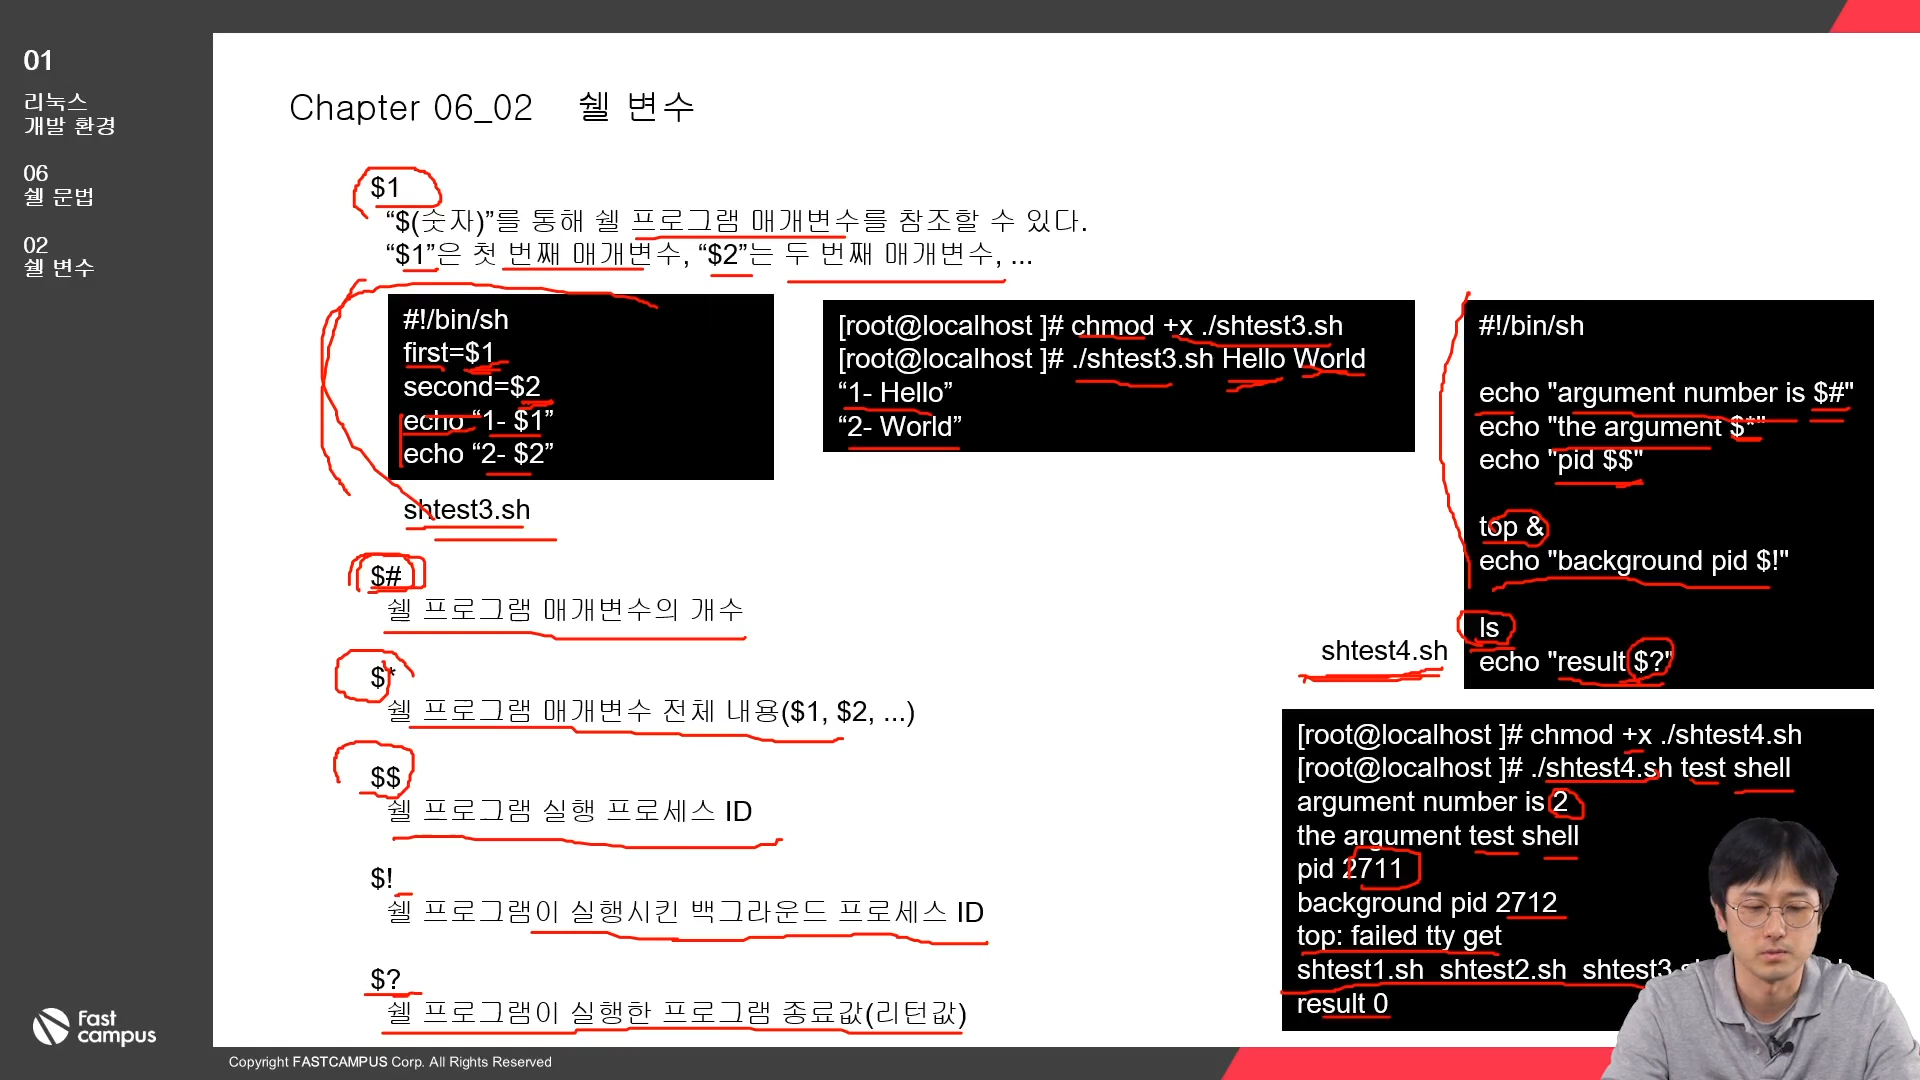 01
리눅스
개발 환경
06
쉘 문법
02
쉘 변수
Chapter 06_02 쉘 변수
$1
“$(숫자)”를 통해 쉘 프로그램 매개변수를 참조할 수 있다.
“$1”은 첫 번째 매개변수, “$2”는 두 번째 매개변수, ...
#!/bin/sh
first=$1
second=$2
echo “1- $1”
echo “2- $2”
shtest3.sh
[root@localhost ]# chmod +x ./shtest3.sh
[root@localhost ]# ./shtest3.sh Hello World
“1- Hello”
“2- World”
$#
쉘 프로그램 매개변수의 개수
$*
쉘 프로그램 매개변수 전체 내용($1, $2, ...)
$$
쉘 프로그램 실행 프로세스 ID
$!
쉘 프로그램이 실행시킨 백그라운드 프로세스 ID
$?
쉘 프로그램이 실행한 프로그램 종료값(리턴값)
#!/bin/sh
echo "argument number is $#"
echo "the argument $*"
echo "pid $$"
top &
echo "background pid $!"
ls
echo "result $?"
shtest4.sh
[root@localhost ]# chmod +x ./shtest4.sh
[root@localhost ]# ./shtest4.sh test shell
argument number is 2
the argument test shell
pid 2711
background pid 2712
top: failed tty get
shtest1.sh shtest2.sh
result 0
Fast
campus
Copyright FASTCAMPUS Corp. All Rights Reserved